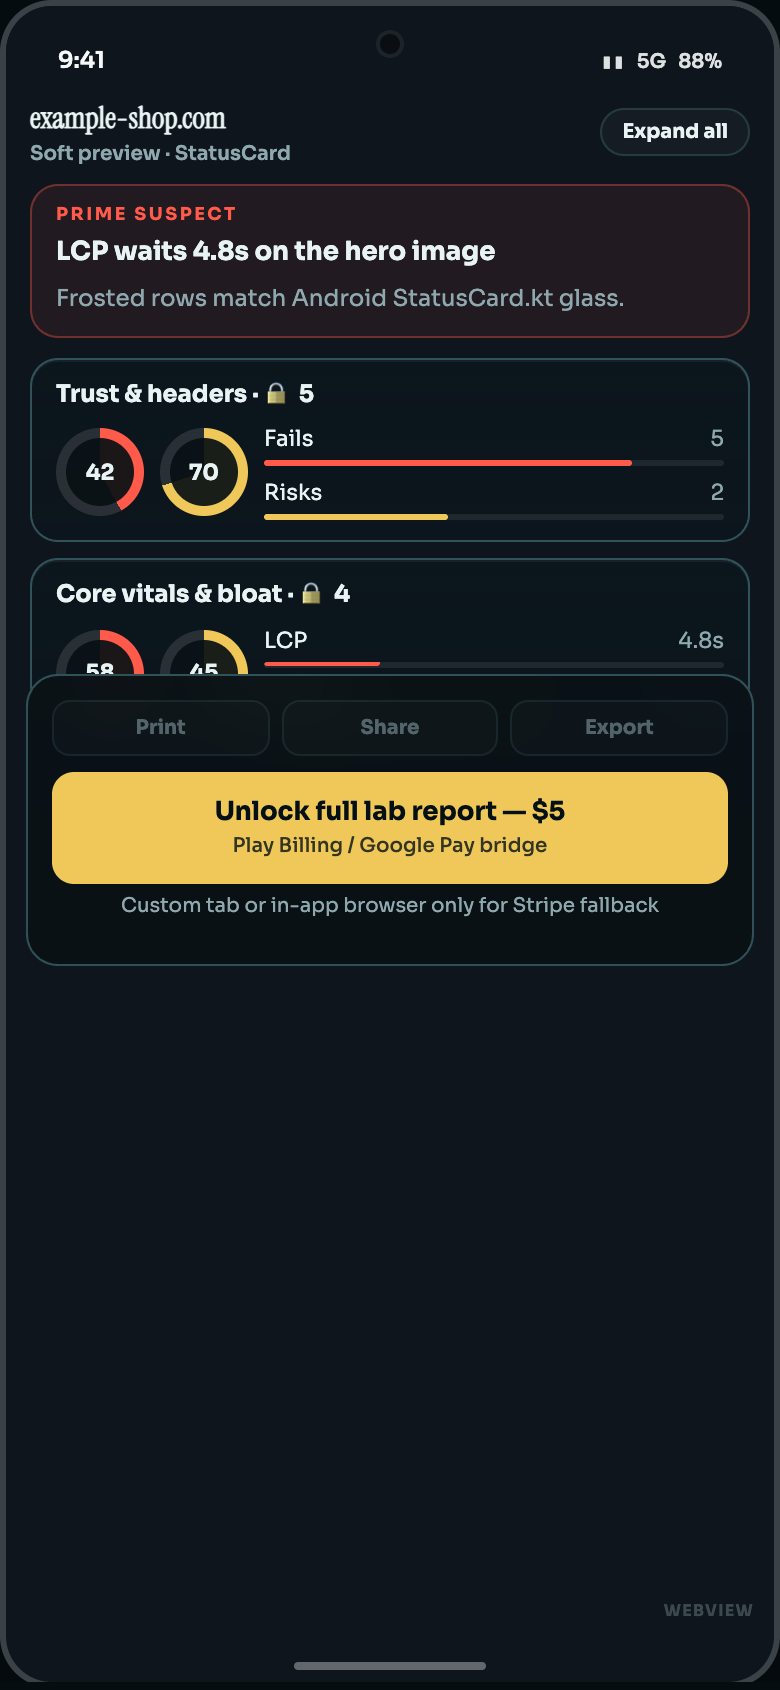 9:41
5G 88%
example-shop.com
Soft preview · StatusCard
Expand all
PRIME SUSPECT
LCP waits 4.8s on the hero image
Frosted rows match Android StatusCard.kt glass.
Trust & headers · 🔒 5
42
70
Fails
5
Risks
2
Core vitals & bloat · 🔒 4
58
45
LCP
4.8s
Print
Share
Export
Unlock full lab report — $5
Play Billing / Google Pay bridge
Custom tab or in-app browser only for Stripe fallback
WEBVIEW